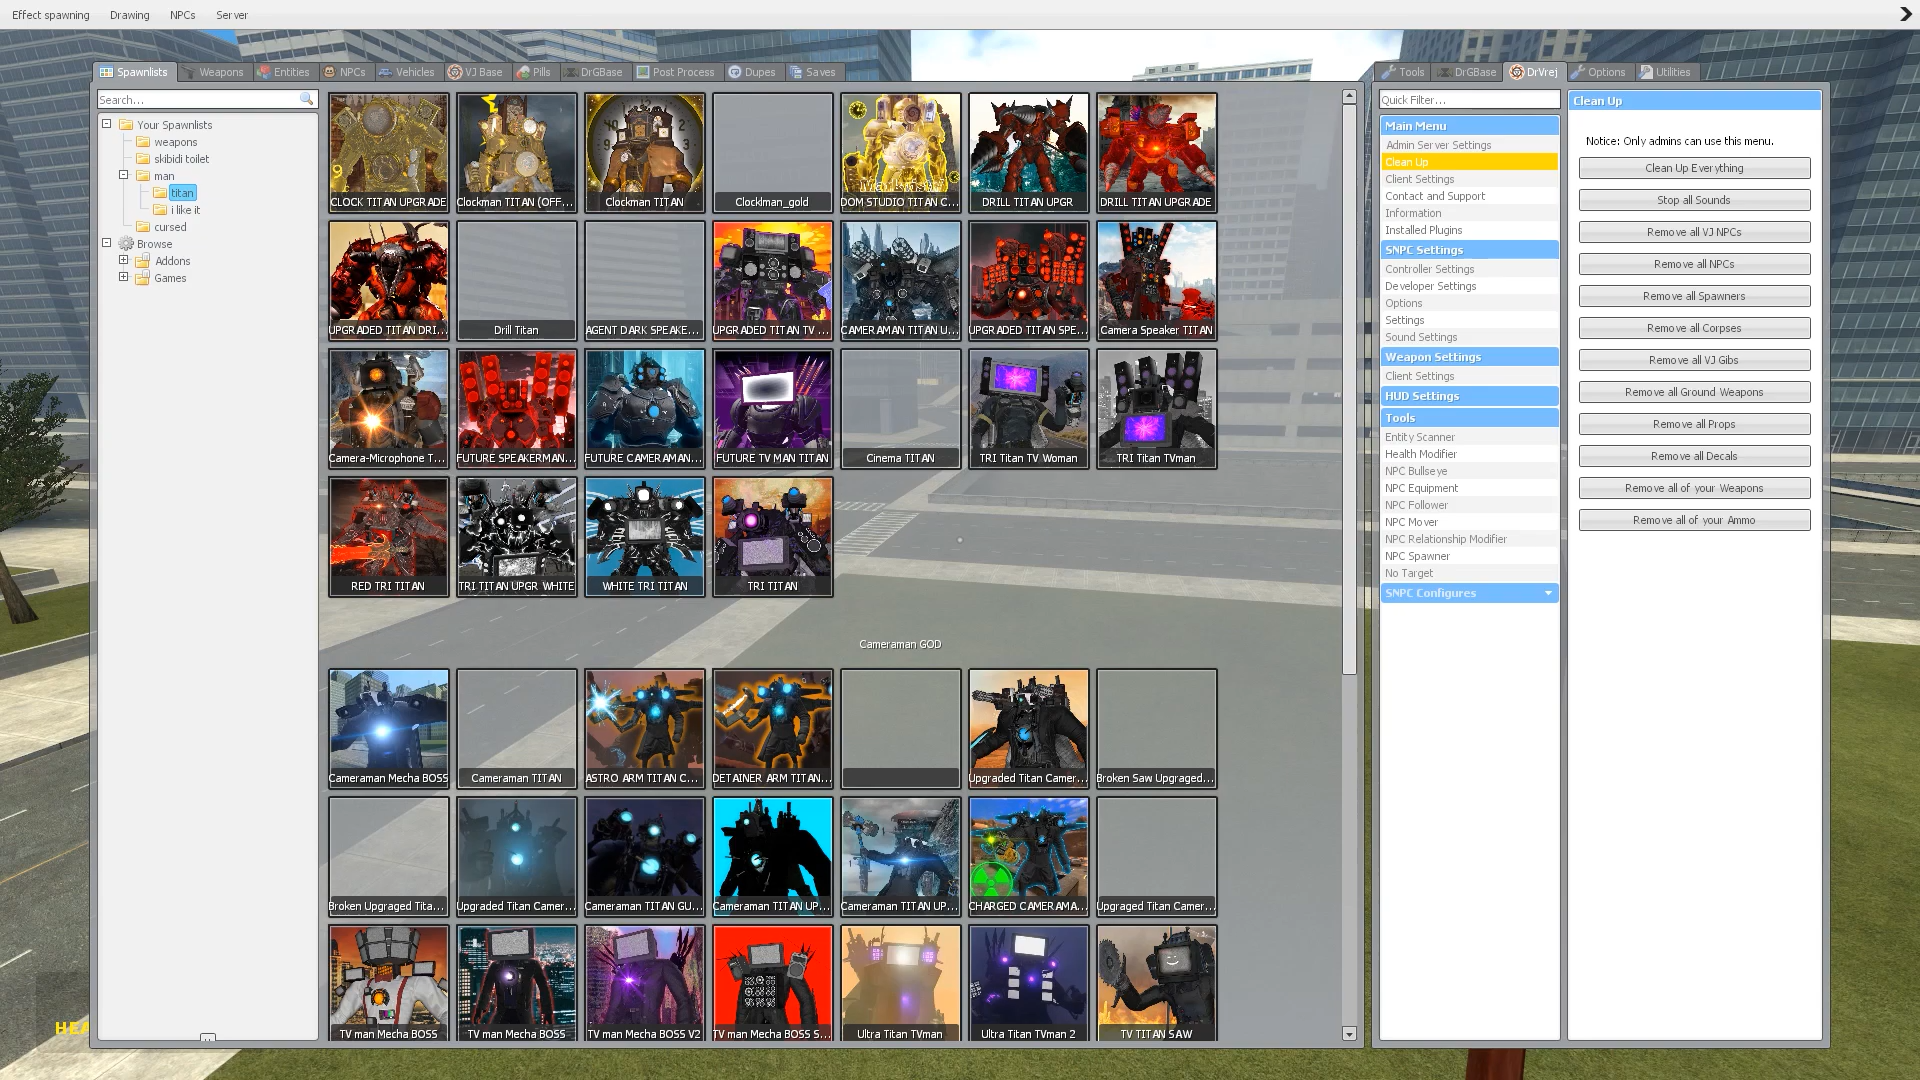 Effect spawning Drawing NPCs Server
Spawnlists Weapons Entities NPCs Vehicles VJ Base Pills DrGBase Post Process Dupes Saves
Search...
Your Spawnlists
weapons
skibidi toilet
man
titan
i like it
cursed
Browse
Addons
Games
CLOCK TITAN UPGRADE
Clockman TITAN (OFF...
Clockman TITAN
Clocklman_gold
DOM STUDIO TITAN C...
DRILL TITAN UPGR
DRILL TITAN UPGRADE
UPGRADED TITAN DRI...
Drill Titan
AGENT DARK SPEAKE...
UPGRADED TITAN TV ...
CAMERAMAN TITAN U...
UPGRADED TITAN SPE...
Camera Speaker TITAN
Camera-Microphone T...
FUTURE SPEAKERMAN...
FUTURE CAMERAMAN...
FUTURE TV MAN TITAN
Cinema TITAN
TRI Titan TV Woman
TRI Titan TVman
RED TRI TITAN
TRI TITAN UPGR WHITE
WHITE TRI TITAN
TRI TITAN
Cameraman GOD
Cameraman Mecha BOSS
Cameraman TITAN
ASTRO ARM TITAN C...
DETAINER ARM TITAN...
Upgraded Titan Camer...
Broken Saw Upgraged...
Broken Upgraged Tita...
Upgraded Titan Camer...
Cameraman TITAN GU...
Cameraman TITAN UP...
Cameraman TITAN UP...
CHARGED CAMERAMA...
Upgraged Titan Camer...
TV man Mecha BOSS
TV man Mecha BOSS
TV man Mecha BOSS V2
TV man Mecha BOSS S...
Ultra Titan TVman
Ultra Titan TVman 2
TV TITAN SAW
HEA
Tools DrGBase DrVrej Options Utilities
Quick Filter...
Main Menu
Admin Server Settings
Clean Up
Client Settings
Contact and Support
Information
Installed Plugins
SNPC Settings
Controller Settings
Developer Settings
Options
Settings
Sound Settings
Weapon Settings
Client Settings
HUD Settings
Tools
Entity Scanner
Health Modifier
NPC Bullseye
NPC Equipment
NPC Follower
NPC Mover
NPC Relationship Modifier
NPC Spawner
No Target
SNPC Configures
Clean Up
Notice: Only admins can use this menu.
Clean Up Everything
Stop all Sounds
Remove all VJ NPCs
Remove all NPCs
Remove all Spawners
Remove all Corpses
Remove all VJ Gibs
Remove all Ground Weapons
Remove all Props
Remove all Decals
Remove all of your Weapons
Remove all of your Ammo